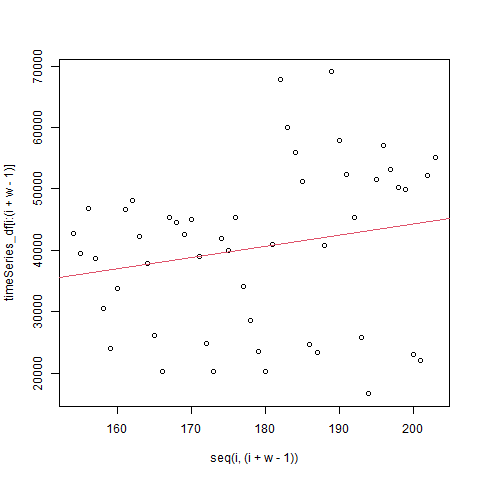 70000
60000
50000
40000
30000
20000
timeSeries_df[i:(i + w - 1)]
160 170 180 190 200
seq(i, (i + w - 1))